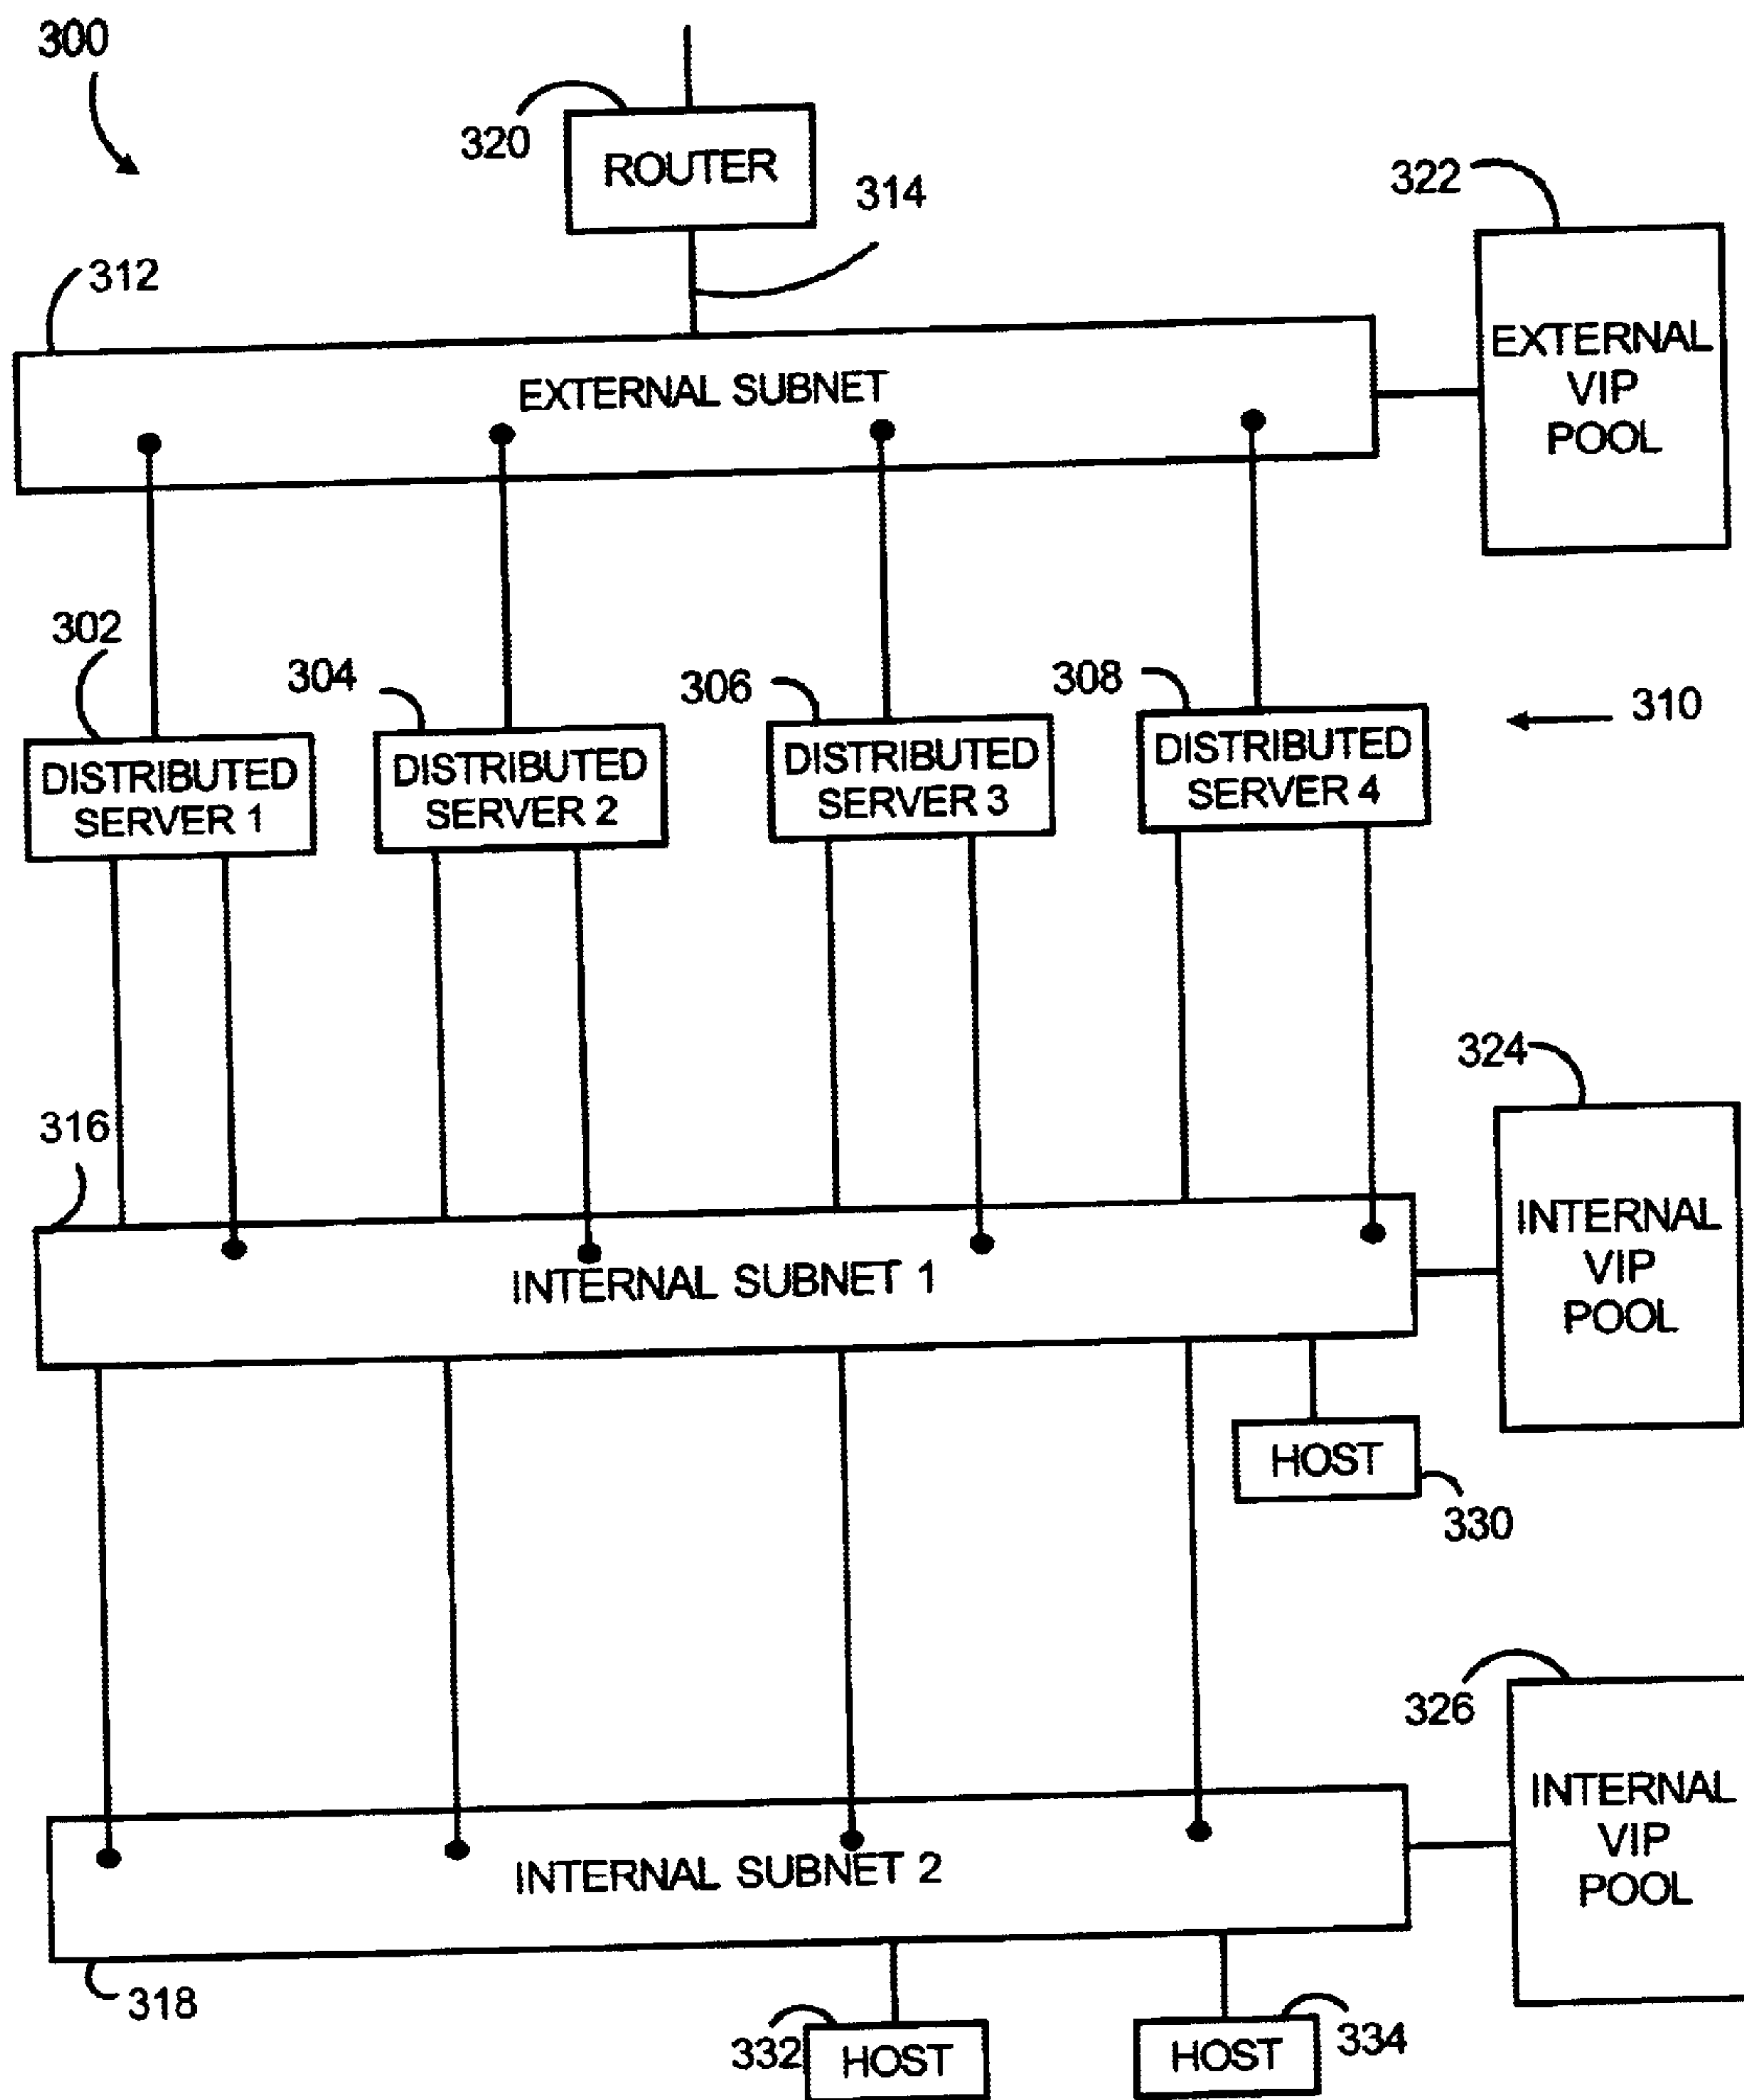 300
320
ROUTER
314
322
312
EXTERNAL
VIP
POOL
EXTERNAL SUBNET
302
304
306
308
310
DISTRIBUTED
SERVER 1
DISTRIBUTED
SERVER 2
DISTRIBUTED
SERVER 3
DISTRIBUTED
SERVER 4
324
316
INTERNAL
VIP
POOL
INTERNAL SUBNET 1
HOST
330
326
INTERNAL
VIP
POOL
INTERNAL SUBNET 2
318
332
HOST
HOST
334